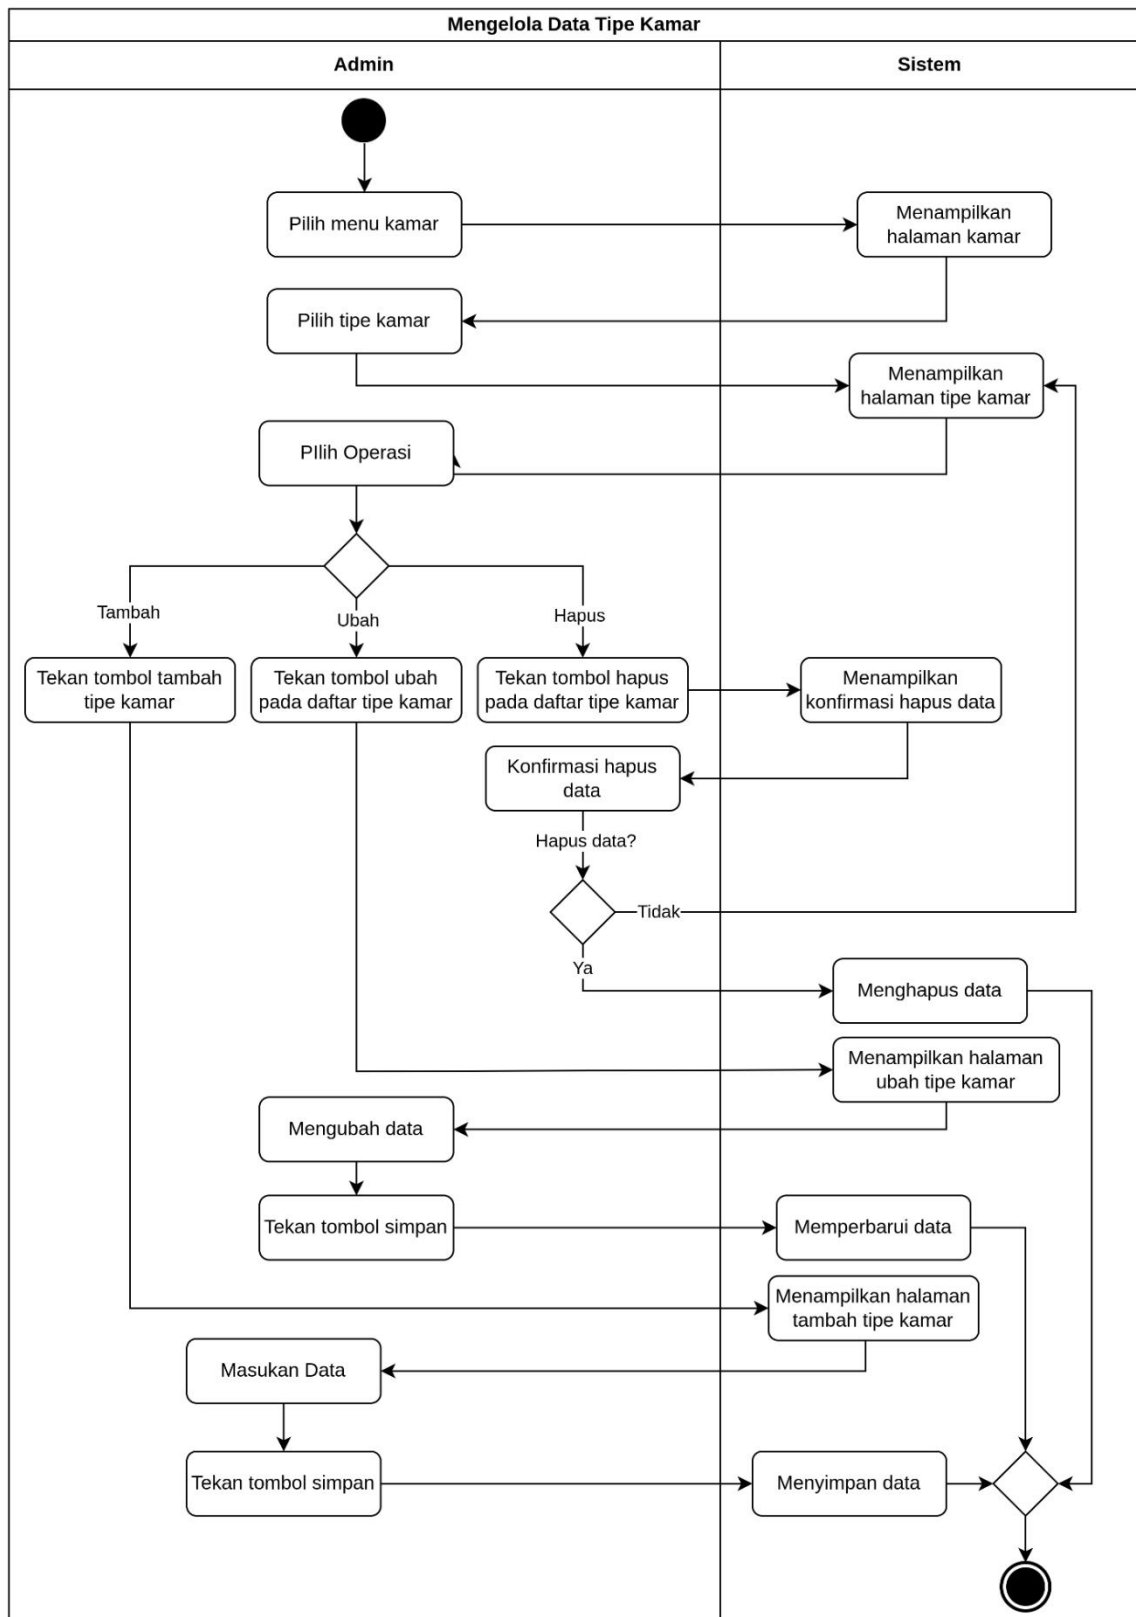 Mengelola Data Tipe Kamar
Admin
Sistem
Pilih menu kamar
Menampilkan
halaman kamar
Pilih tipe kamar
Menampilkan
halaman tipe kamar
PIlih Operasi
Tambah
Ubah
Hapus
Tekan tombol tambah
tipe kamar
Tekan tombol ubah
pada daftar tipe kamar
Tekan tombol hapus
pada daftar tipe kamar
Menampilkan
konfirmasi hapus data
Konfirmasi hapus
data
Hapus data?
Tidak
Ya
Menghapus data
Menampilkan halaman
ubah tipe kamar
Mengubah data
Tekan tombol simpan
Memperbarui data
Menampilkan halaman
tambah tipe kamar
Masukan Data
Tekan tombol simpan
Menyimpan data